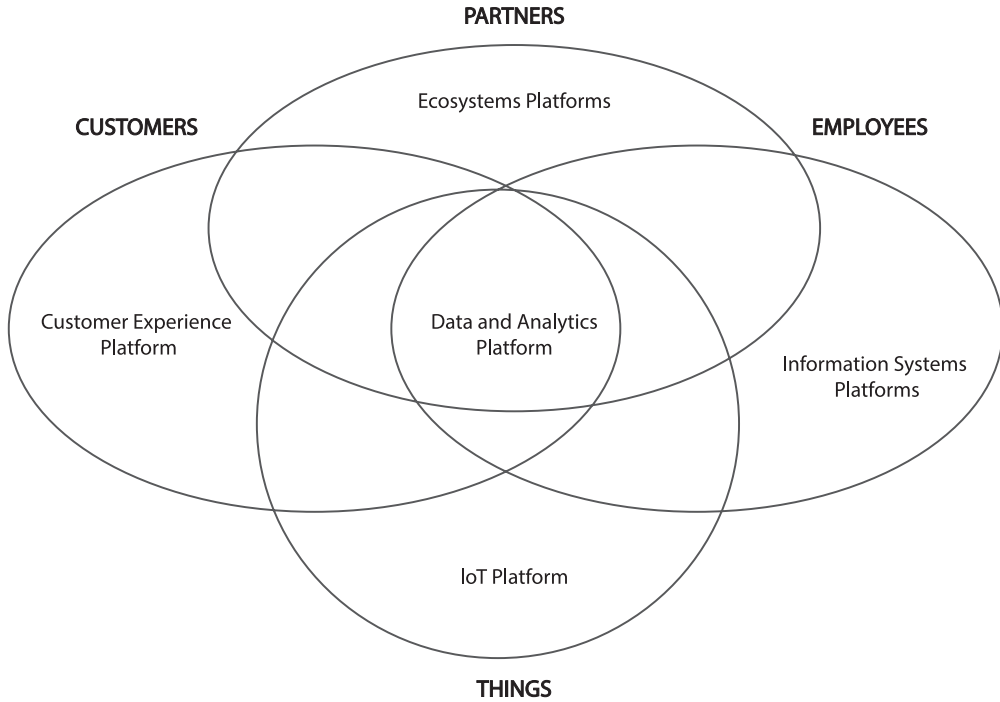 PARTNERS
Ecosystems Platforms
CUSTOMERS
EMPLOYEES
Customer Experience
Platform
Data and Analytics
Platform
Information Systems
Platforms
IoT Platform
THINGS